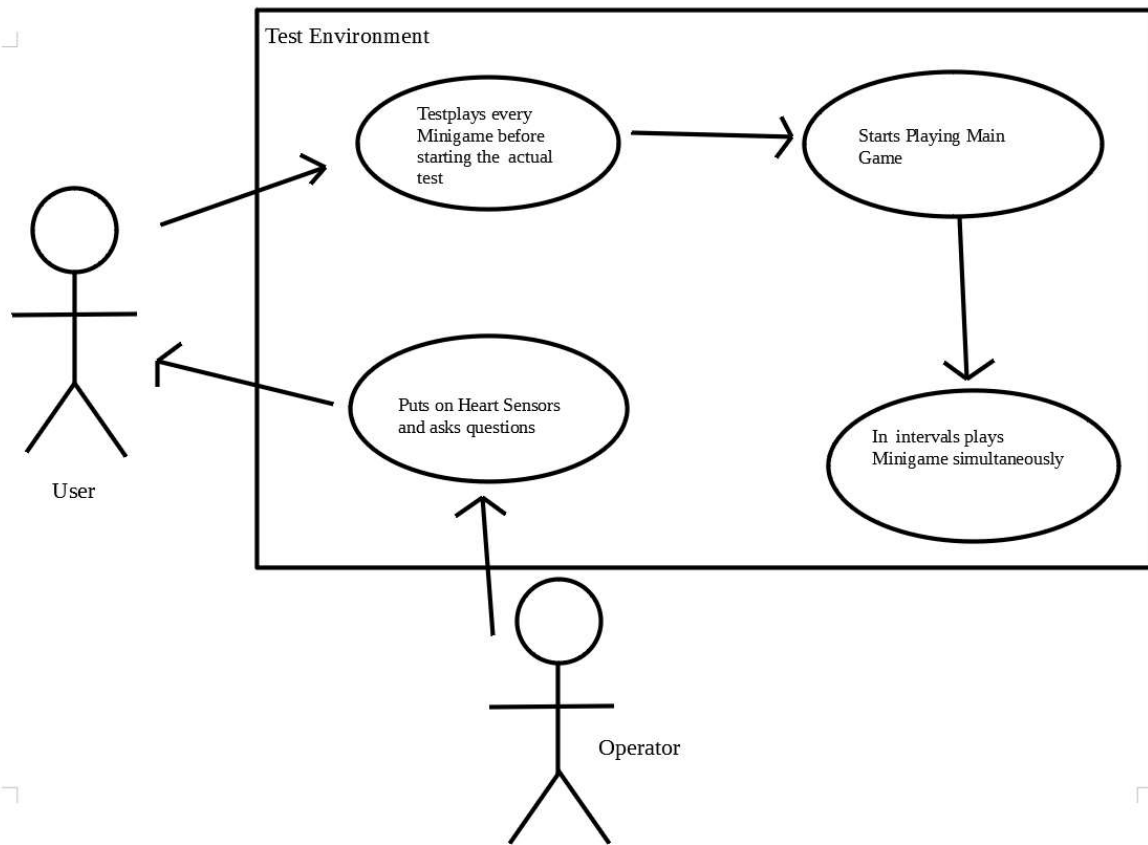 Test Environment
Testplays every
Minigame before
starting the actual
test
Starts Playing Main
Game
Puts on Heart Sensors
and asks questions
In intervals plays
Minigame simultaneously
User
Operator